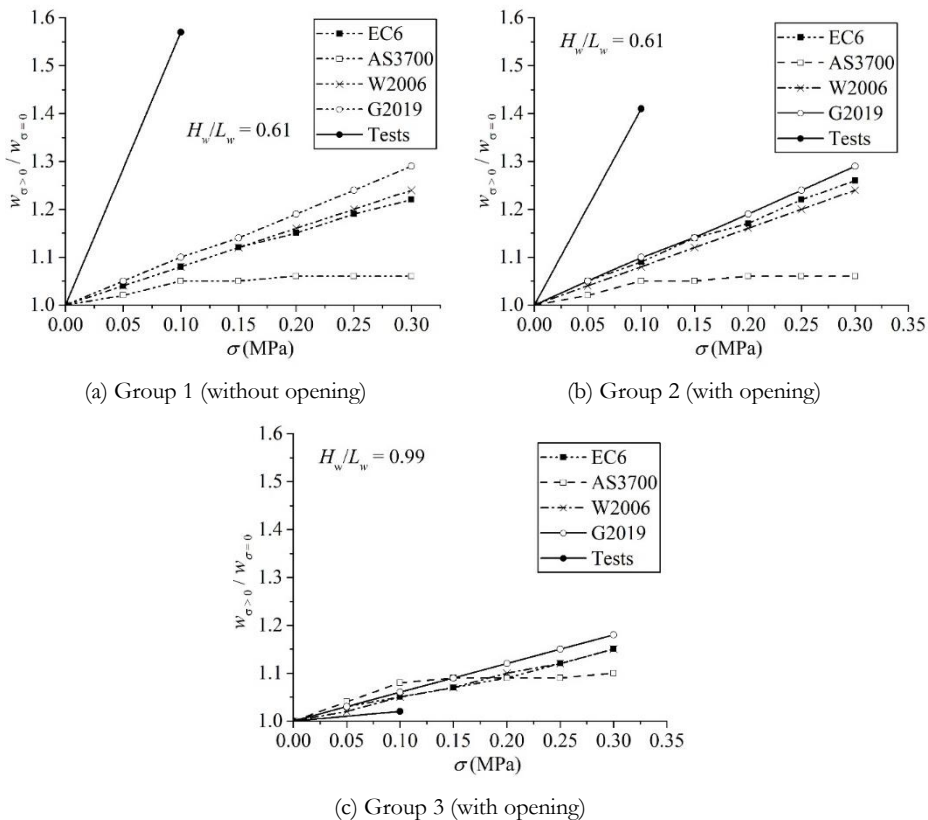 1.6
1.5
1.4
1.3
1.2
1.1
1.0
0.00 0.05 0.10 0.15 0.20 0.25 0.30
w σ>0 / w σ=0
σ (MPa)
H_w/L_w = 0.61
EC6
AS3700
W2006
G2019
Tests
(a) Group 1 (without opening)
1.6
1.5
1.4
1.3
1.2
1.1
1.0
0.00 0.05 0.10 0.15 0.20 0.25 0.30 0.35
w σ>0 / w σ=0
σ (MPa)
H_w/L_w = 0.61
EC6
AS3700
W2006
G2019
Tests
(b) Group 2 (with opening)
1.6
1.5
1.4
1.3
1.2
1.1
1.0
0.00 0.05 0.10 0.15 0.20 0.25 0.30 0.35
w σ>0 / w σ=0
σ (MPa)
H_w/L_w = 0.99
EC6
AS3700
W2006
G2019
Tests
(c) Group 3 (with opening)